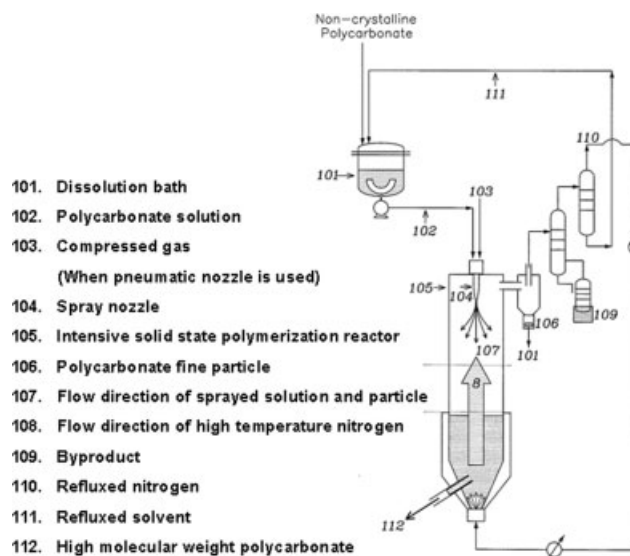 Non-crystalline
Polycarbonate
111
110
101
103
102
101. Dissolution bath
102. Polycarbonate solution
103. Compressed gas
(When pneumatic nozzle is used)
104. Spray nozzle
105. Intensive solid state polymerization reactor
106. Polycarbonate fine particle
107. Flow direction of sprayed solution and particle
108. Flow direction of high temperature nitrogen
109. Byproduct
110. Refluxed nitrogen
111. Refluxed solvent
112. High molecular weight polycarbonate
105
104
106
109
101
107
8
112